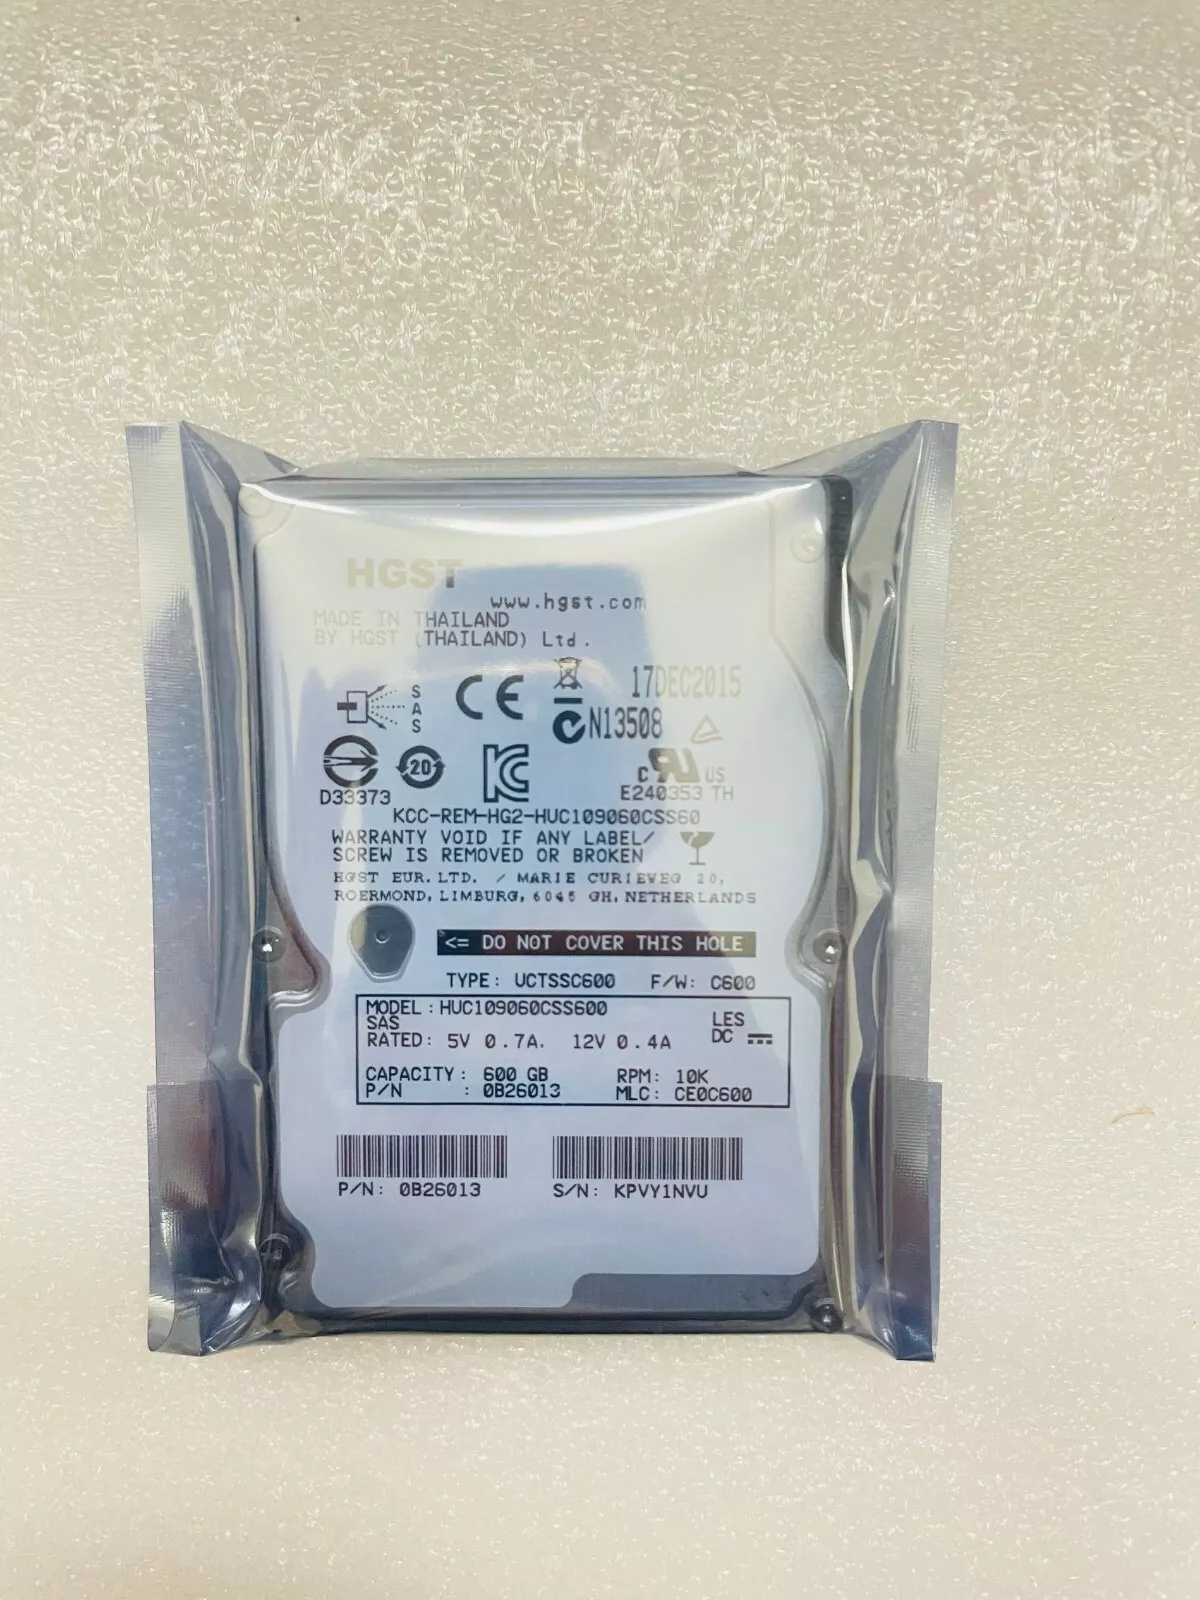 HGST
www.hgst.com
MADE IN THAILAND
BY HGST (THAILAND) Ltd.
SAS
CE
17DEC2015
N13508
20
D33373
KC
C RU US
E240353 TH
KCC-REM-HG2-HUC109060CSS60
WARRANTY VOID IF ANY LABEL/
SCREW IS REMOVED OR BROKEN
HGST EUR.LTD. / MARIE CURIEWEG 20,
ROERMOND, LIMBURG, 6045 GH, NETHERLANDS
<= DO NOT COVER THIS HOLE
TYPE: UCTSSC600 F/W: C600
MODEL: HUC109060CSS600
SAS LES
RATED: 5V 0.7A. 12V 0.4A DC
CAPACITY: 600 GB RPM: 10K
P/N : 0B26013 MLC: CE0C600
P/N: 0B26013 S/N: KPVY1NVU